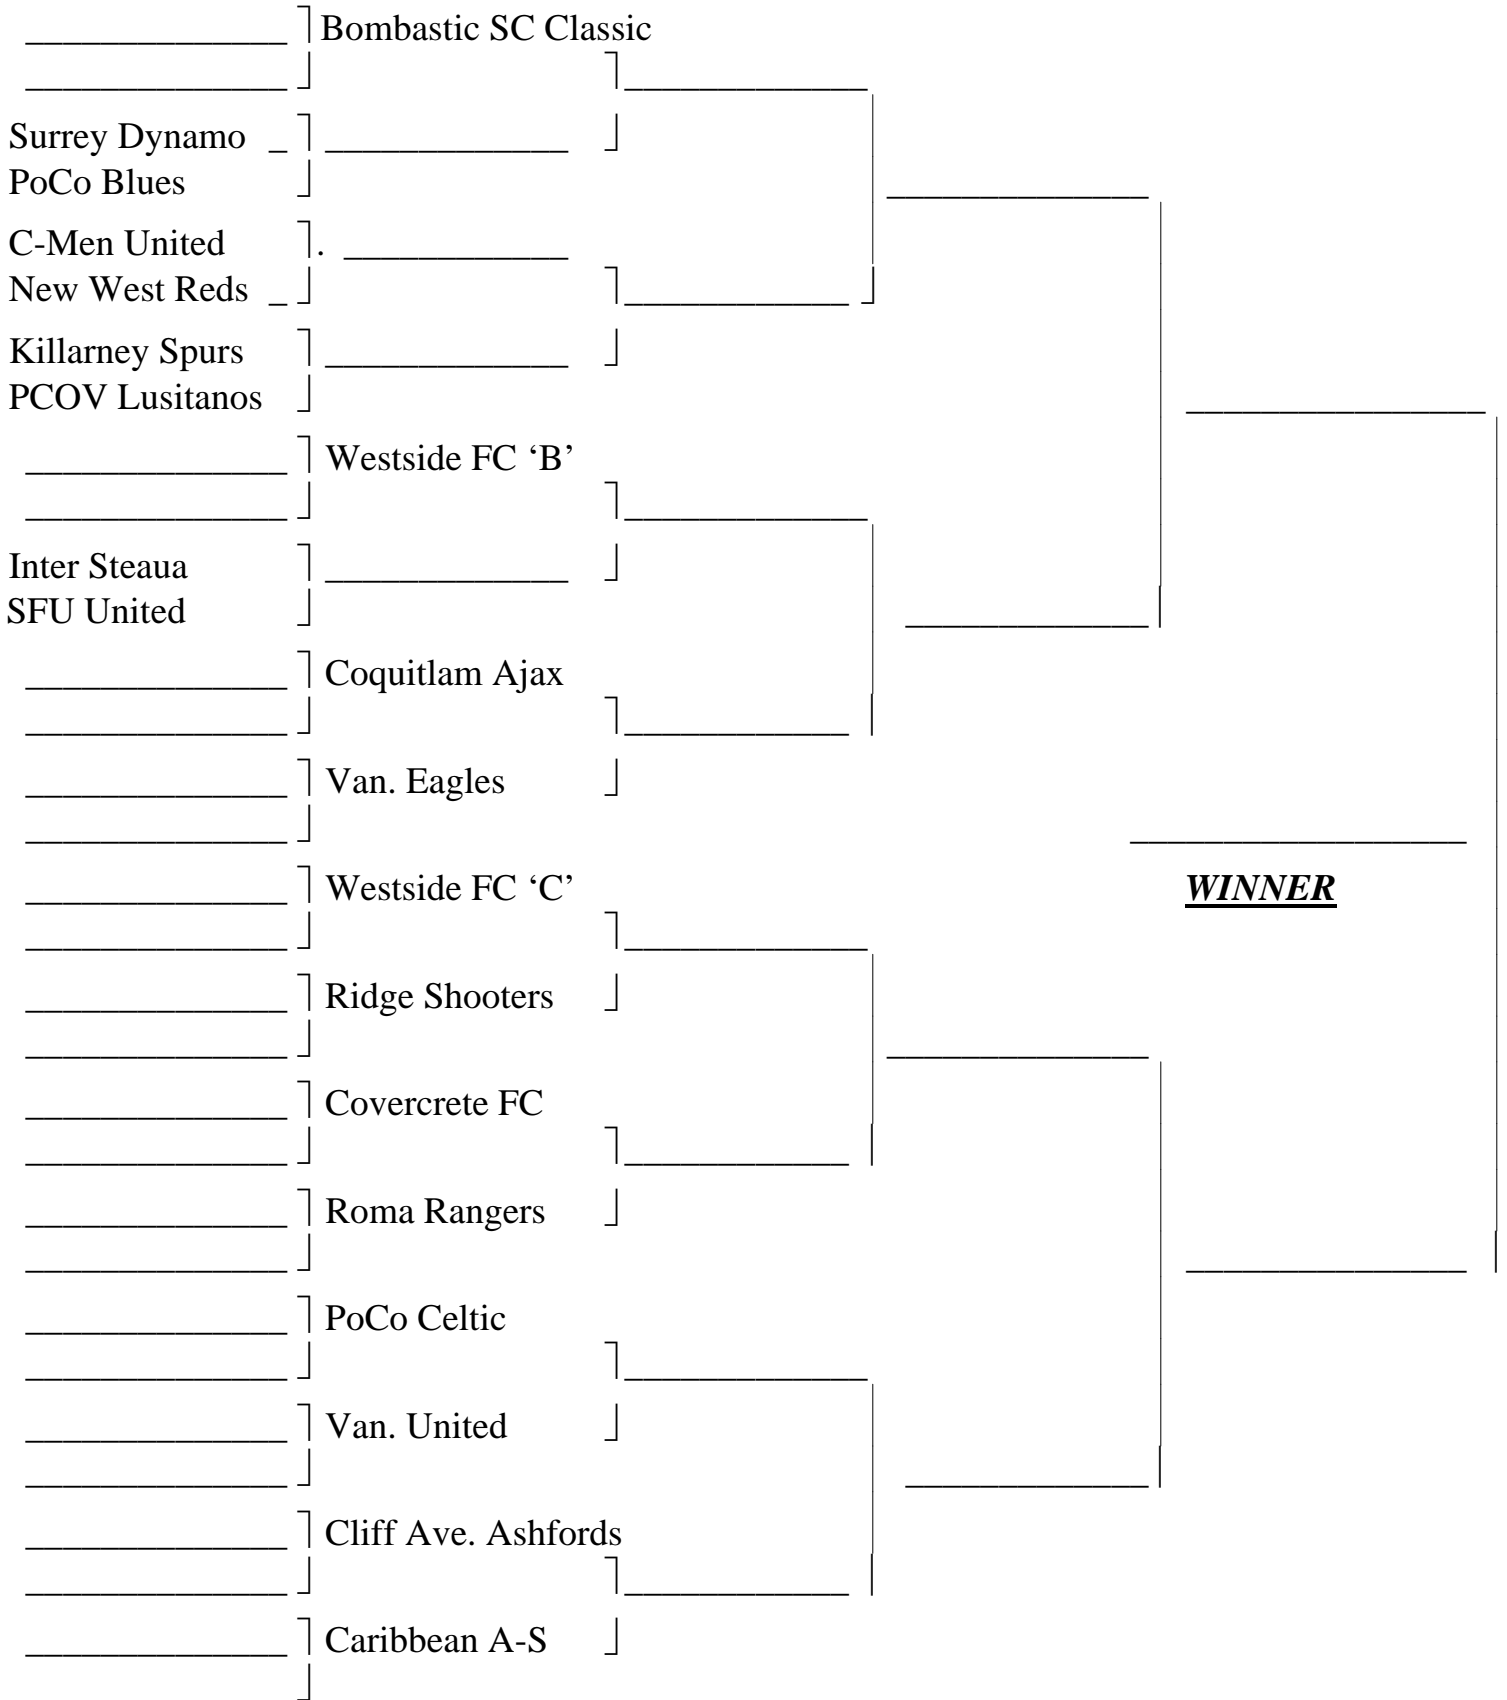 Bombastic SC Classic
Surrey Dynamo _
PoCo Blues
C-Men United .
New West Reds _
Killarney Spurs
PCOV Lusitanos
Westside FC ‘B’
Inter Steaua
SFU United
Coquitlam Ajax
Van. Eagles
Westside FC ‘C’
WINNER
Ridge Shooters
Covercrete FC
Roma Rangers
PoCo Celtic
Van. United
Cliff Ave. Ashfords
Caribbean A-S